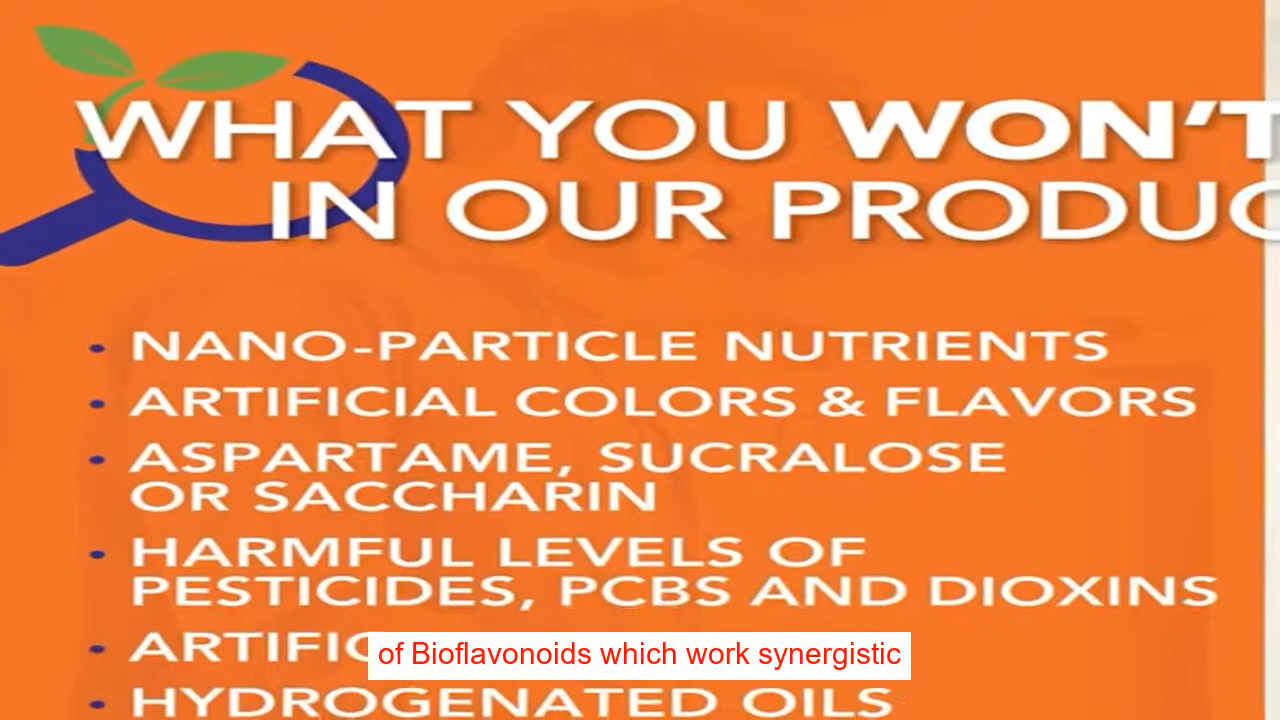 WHAT YOU WON'T
IN OUR PRODUC
• NANO-PARTICLE NUTRIENTS
• ARTIFICIAL COLORS & FLAVORS
• ASPARTAME, SUCRALOSE
OR SACCHARIN
• HARMFUL LEVELS OF
PESTICIDES, PCBS AND DIOXINS
• ARTIFIC
of Bioflavonoids which work synergistic
• HYDROGENATED OILS